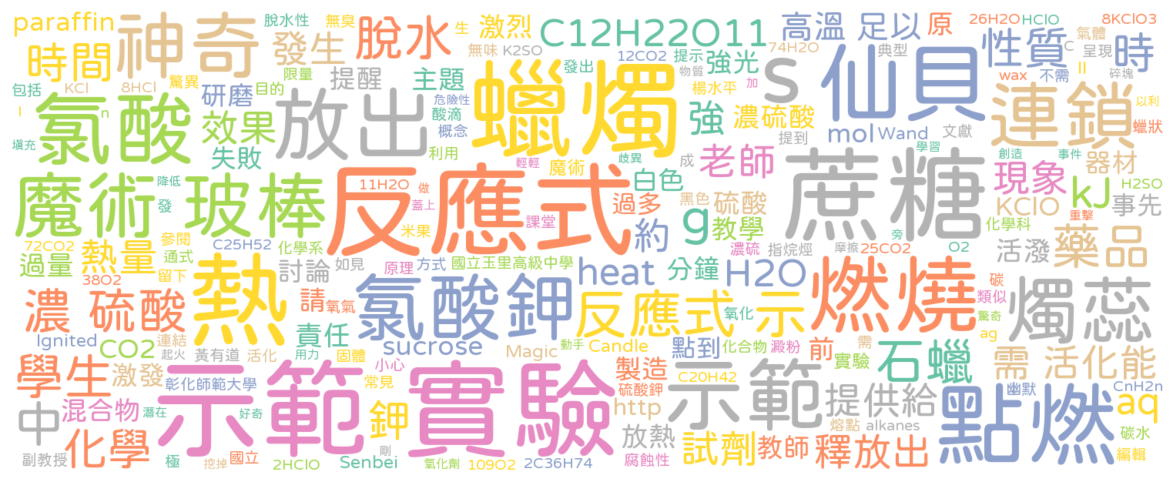 paraffin 神奇 脫水性 無臭 生 激烈 C12H22O11 高溫 足以 原 26H2O HClO 8KClO3
時間 發生 脫水 無味 K2SO 12CO2 提示 強光 S 74H2O 典型 性質 氣體 C 呈現 時
驚異 限量 提醒 主題 發出 物質 仙貝 wax 不需 II 碎塊
包括 KCl 8HCl 研磨 目的 放出 危險性 蠟燭 楊水平 加 連鎖 以利
I 氯酸 n 效果 酸滴 概念 強 濃硫酸 mol Wand 文獻 蠟狀
填充 失敗 利用 提到 學習 創造 事件 器材
魔術 降低 玻棒 輕輕 魔術 歧異 成 老師 蔗糖 現象 kJ H2SO
發 11H2O 做 反應式 白色 黑色 硫酸 KClO 重擊 事先
蓋上 米果 課堂 過多 g 教學 旁 化學科
72CO2 參閱 C25H52 化學系 約 濃硫 指烷烴 摩擦 25CO2 O2 活潑 藥品
過量 熱量 通式 如見 原理 方式 國立玉里高級中學 heat 分鐘 H2O 燃燒 碳
38O2 留下 熱 討論 請 氧氣 氯酸鉀 反應式 氧化 示 類似 燭蕊
濃 硫酸 連結 責任 驚奇
Ignited 起火 黃有道 活化 用力 sucrose 動手 Candle 點到 化合物 澱粉 前 石蠟 ag
CO2 固體 小心 Magic 製造 實驗 需 需 活化能
學生 激發 彰化師範大學 常見 示範 實驗 C20H42 硫酸鉀 示範 提供給 幽默 點燃 CnH2n
中 混合物 潛在 好奇 鉀 http 熔點 alkanes aq
化學 極 放熱 試劑 教師 釋放出 碳水
副教授 挖掉 國立 2HClO 剛 Senbei 氧化劑 109O2 2C36H74 腐蝕性 編輯